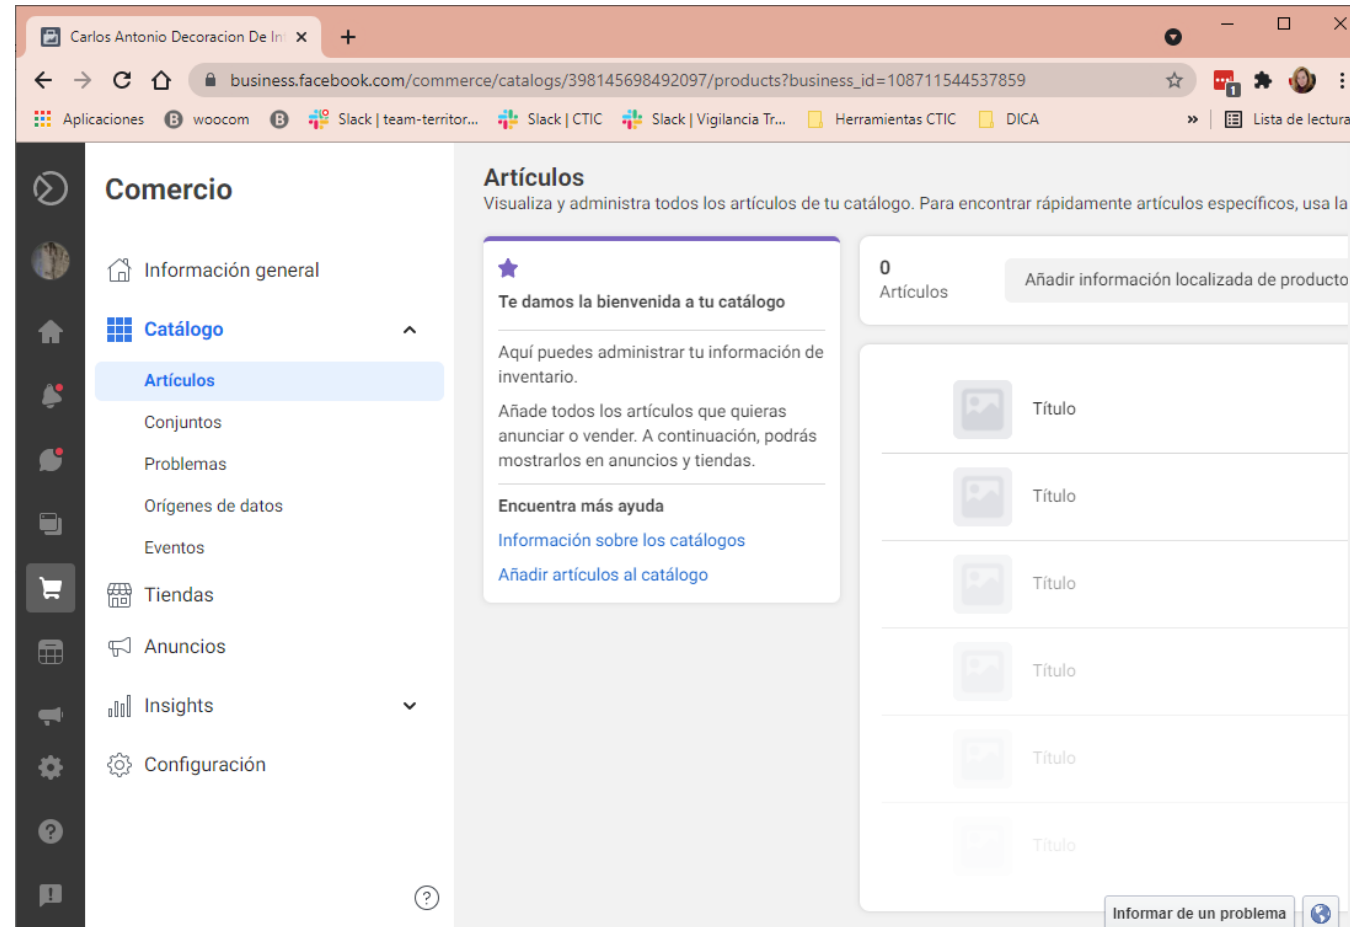 Carlos Antonio Decoracion De In
business.facebook.com/commerce/catalogs/398145698492097/products?business_id=108711544537859
1
Aplicaciones
woocom
Slack | team-territor...
Slack | CTIC
Slack | Vigilancia Tr...
Herramientas CTIC
DICA
»
Lista de lectura
Comercio
Información general
Catálogo
Artículos
Conjuntos
Problemas
Orígenes de datos
Eventos
Tiendas
Anuncios
Insights
Configuración
Artículos
Visualiza y administra todos los artículos de tu catálogo. Para encontrar rápidamente artículos específicos, usa la
Te damos la bienvenida a tu catálogo
Aquí puedes administrar tu información de
inventario.
Añade todos los artículos que quieras
anunciar o vender. A continuación, podrás
mostrarlos en anuncios y tiendas.
Encuentra más ayuda
Información sobre los catálogos
Añadir artículos al catálogo
0
Artículos
Añadir información localizada de producto
Título
Título
Título
Título
Título
Título
Informar de un problema